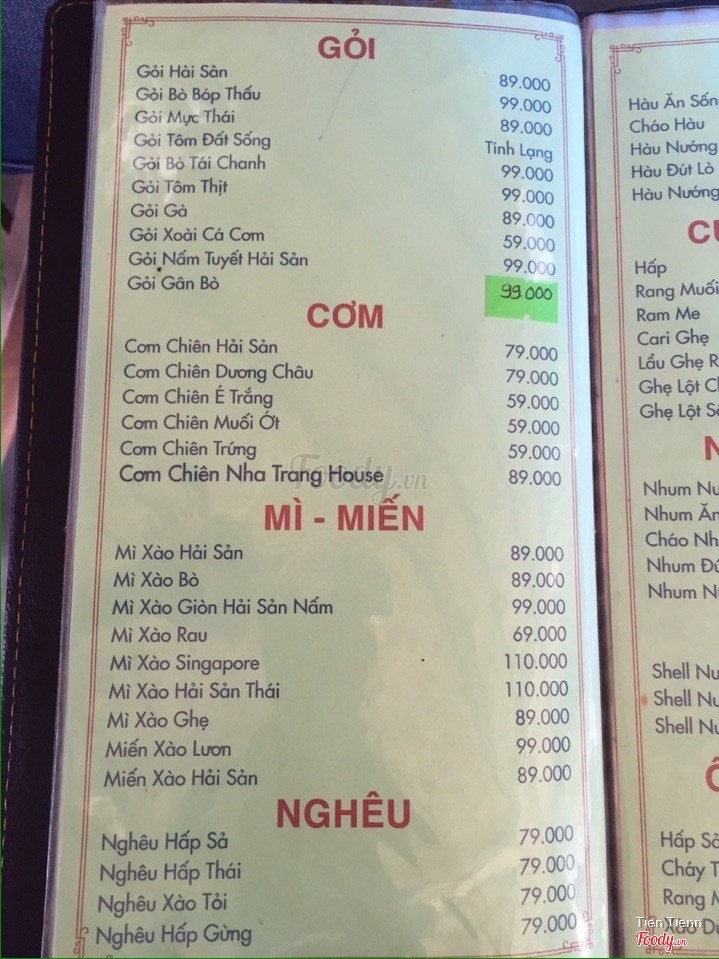 GỎI
Gỏi Hải Sản 89.000
Gỏi Bò Bóp Thấu 99.000
Gỏi Mực Thái 89.000
Gỏi Tôm Đất Sống Tính Lạng
Gỏi Bò Tái Chanh 99.000
Gỏi Tôm Thịt 99.000
Gỏi Gà 89.000
Gỏi Xoài Cá Cơm 59.000
Gỏi Nấm Tuyết Hải Sản 99.000
Gỏi Gân Bò 99.000
CƠM
Cơm Chiên Hải Sản 79.000
Cơm Chiên Dương Châu 79.000
Cơm Chiên É Trắng 59.000
Cơm Chiên Muối Ớt 59.000
Cơm Chiên Trứng 59.000
Cơm Chiên Nha Trang House 89.000
Foody.vn
MÌ - MIẾN
Mì Xào Hải Sản 89.000
Mì Xào Bò 89.000
Mì Xào Giòn Hải Sản Nấm 99.000
Mì Xào Rau 69.000
Mì Xào Singapore 110.000
Mì Xào Hải Sản Thái 110.000
Mì Xào Ghẹ 89.000
Miến Xào Lươn 99.000
Miến Xào Hải Sản 89.000
NGHÊU
Nghêu Hấp Sả 79.000
Nghêu Hấp Thái 79.000
Nghêu Xào Tỏi 79.000
Nghêu Hấp Gừng 79.000
Hàu Ăn Sống
Cháo Hàu
Hàu Nướng
Hàu Đút Lò
Hàu Nướng
Hấp
Rang Muối
Ram Me
Cari Ghẹ
Lẩu Ghẹ
Ghẹ Lột
Ghẹ Lột
Nhum
Nhum
Cháo
Nhum
Nhum
Shell
Shell
Shell
Hấp
Cháy
Rang
Xào
Tiên Tienn
Foody.vn